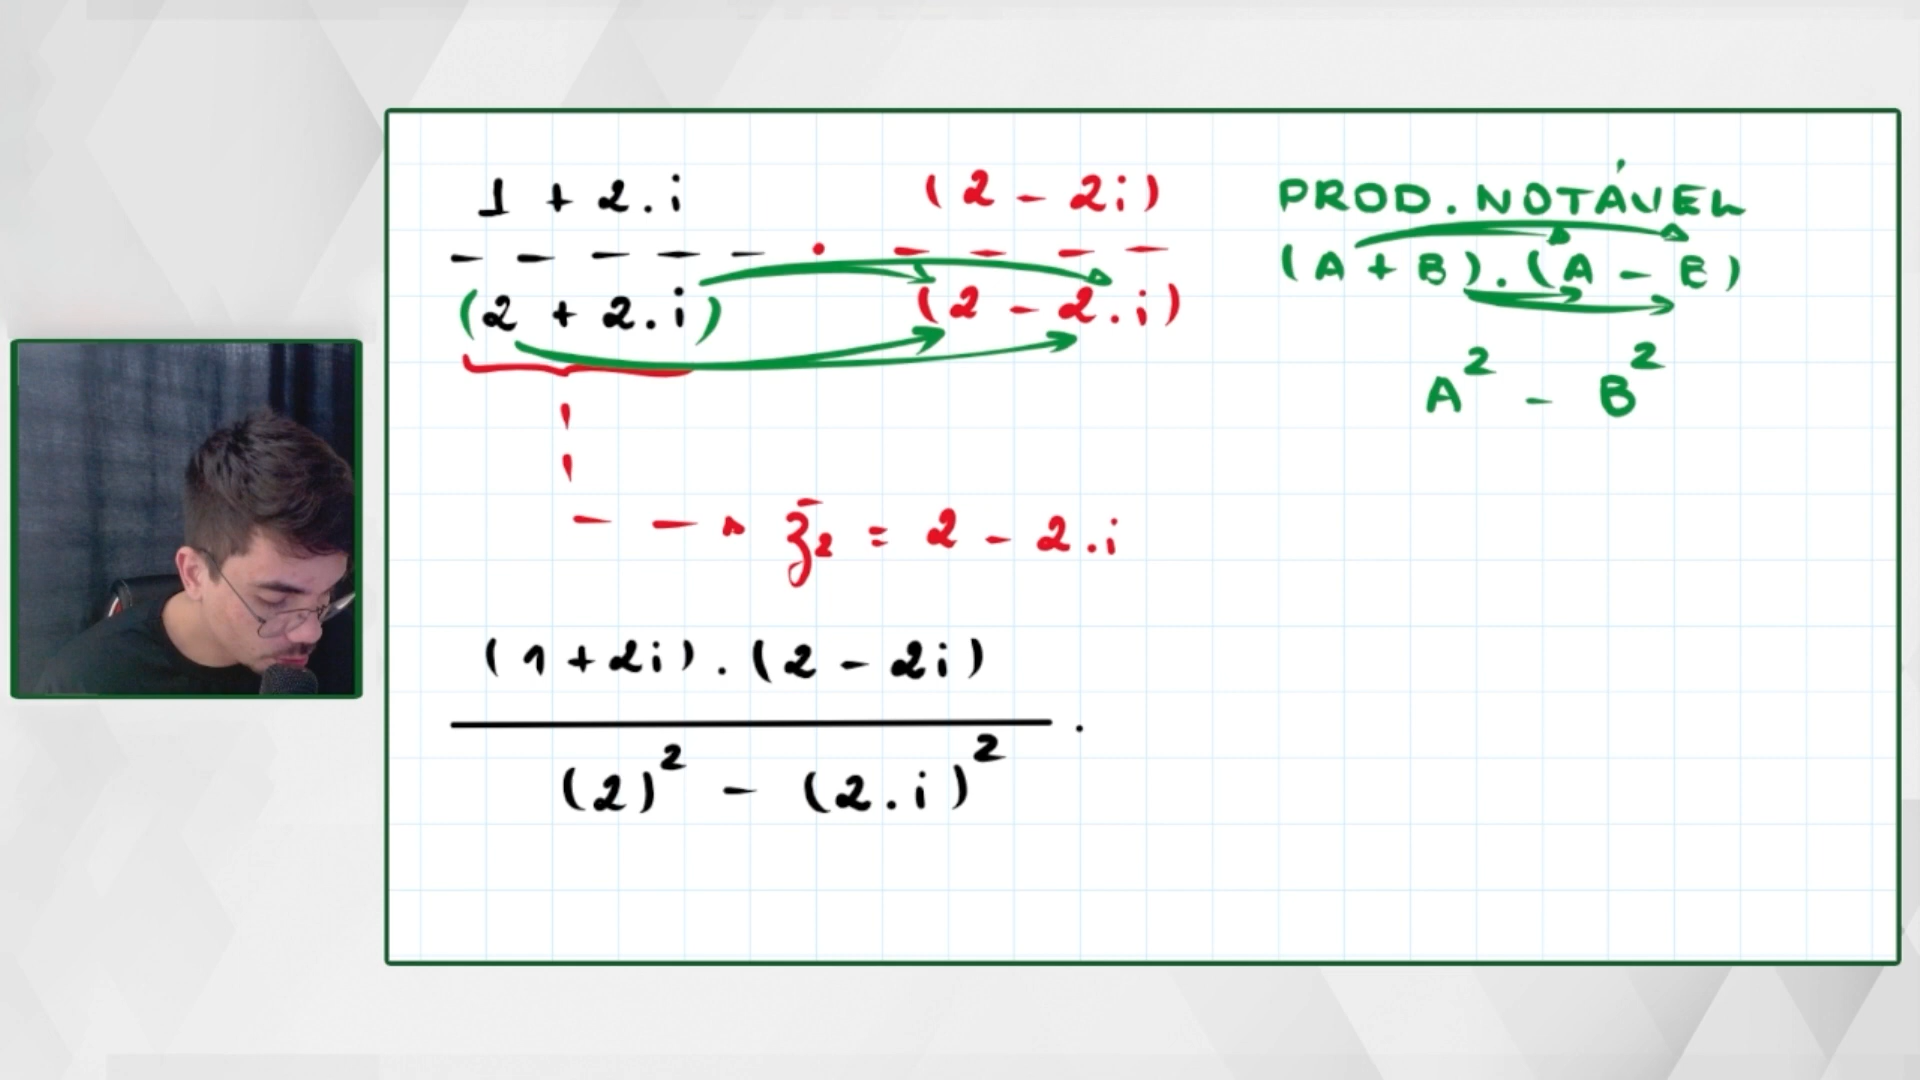 1 + 2.i (2 - 2i)
- - - - - . - - - -
(2 + 2.i) (2 - 2.i)
- - → z̄₂ = 2 - 2.i
(1 + 2i) . (2 - 2i)
(2)² - (2.i)²
.
PROD. NOTÁVEL
(A + B) . (A - B)
A² - B²